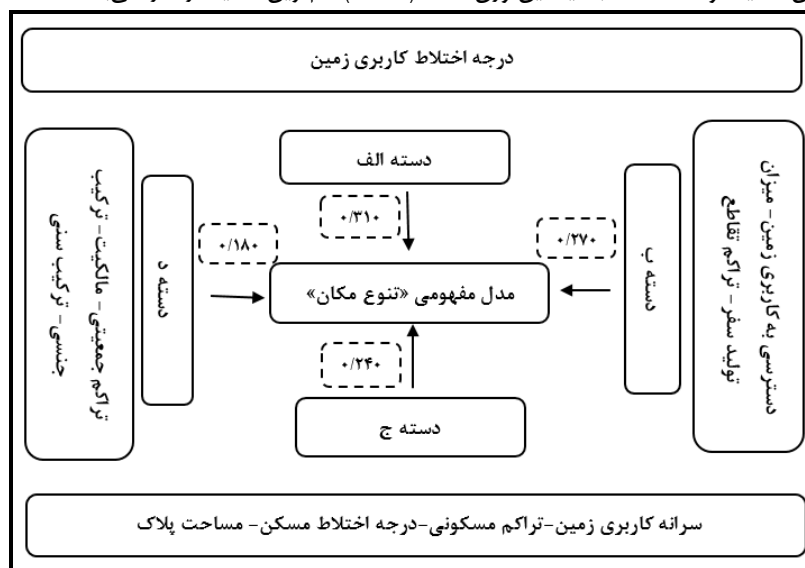 درجه اختلاط کاربری زمین
دسته الف
۰/۳۱۰
دسترسی به کاربری زمین- میزان
تولید سفر- تراکم تقاطع
دسته ب
۰/۲۷۰
مدل مفهومی «تنوع مکان»
۰/۱۸۰
دسته د
تراکم جمعیتی- مالکیت- ترکیب
جنسی- ترکیب سنی
۰/۲۴۰
دسته ج
سرانه کاربری زمین-تراکم مسکونی-درجه اختلاط مسکن- مساحت پلاک